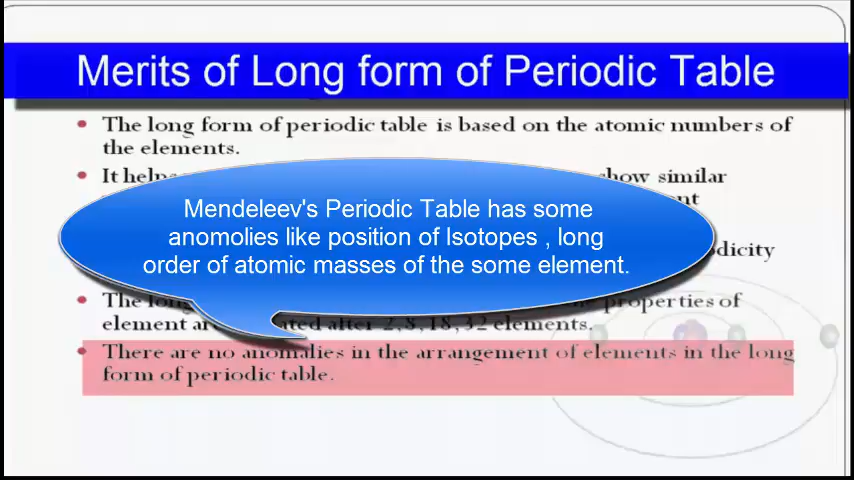 Merits of Long form of Periodic Table
The long form of periodic table is based on the atomic numbers of
the elements.
It
show similar
Mendeleev's Periodic Table has some
anomolies like position of Isotopes , long
order of atomic masses of the some element.
The
properties of
element 2,8,18,32 elements.
There are no anomalies in the arrangement of elements in the long
form of periodic table.